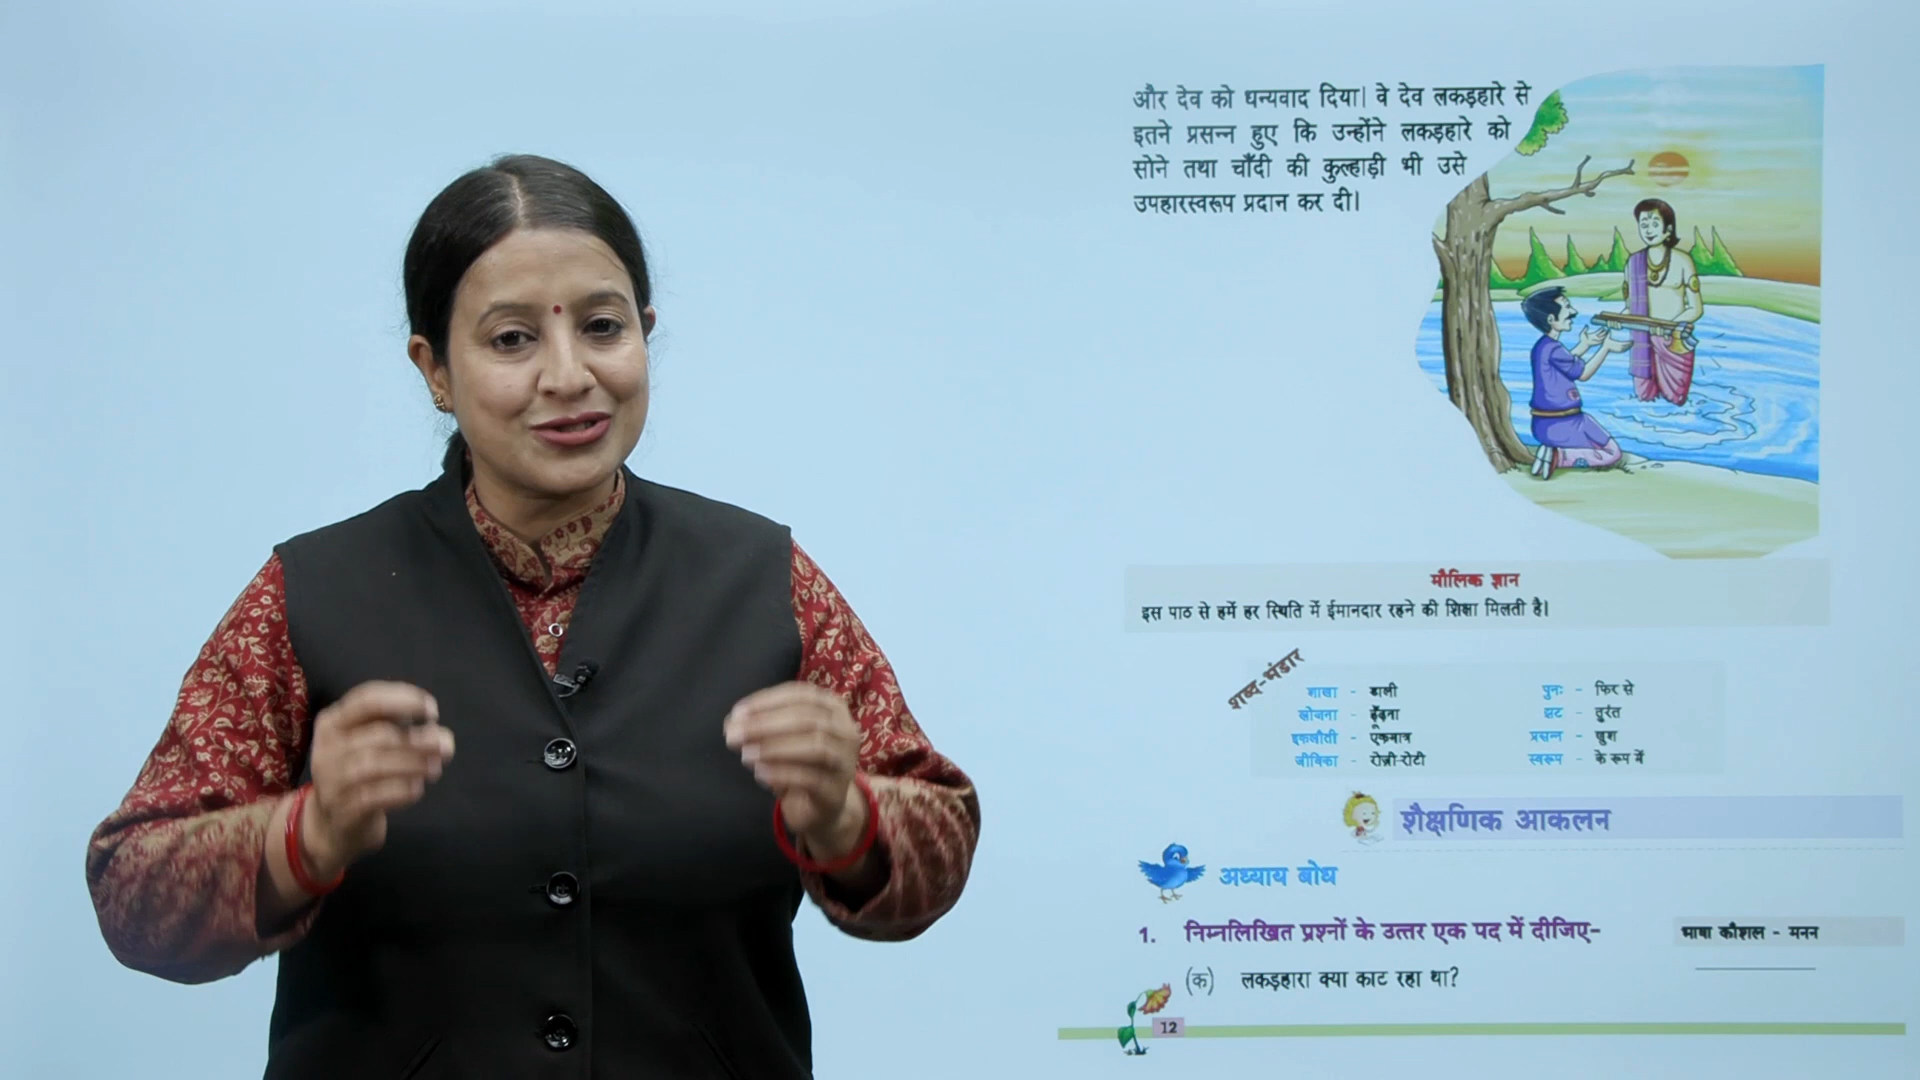 और देव को धन्यवाद दिया। वे देव लकड़हारे से
इतने प्रसन्न हुए कि उन्होंने लकड़हारे को
सोने तथा चाँदी की कुल्हाड़ी भी उसे
उपहारस्वरूप प्रदान कर दी।
मौलिक ज्ञान
इस पाठ से हमें हर स्थिति में ईमानदार रहने की शिक्षा मिलती है।
शब्द-भंडार
शाखा - डाली पुनः - फिर से
खोजना - ढूँढ़ना झट - तुरंत
इकलौती - एकमात्र प्रसन्न - खुश
जीविका - रोज़ी-रोटी स्वरूप - के रूप में
शैक्षणिक आकलन
अध्याय बोध
1. निम्नलिखित प्रश्नों के उत्तर एक पद में दीजिए- भाषा कौशल - मनन
(क) लकड़हारा क्या काट रहा था?
12